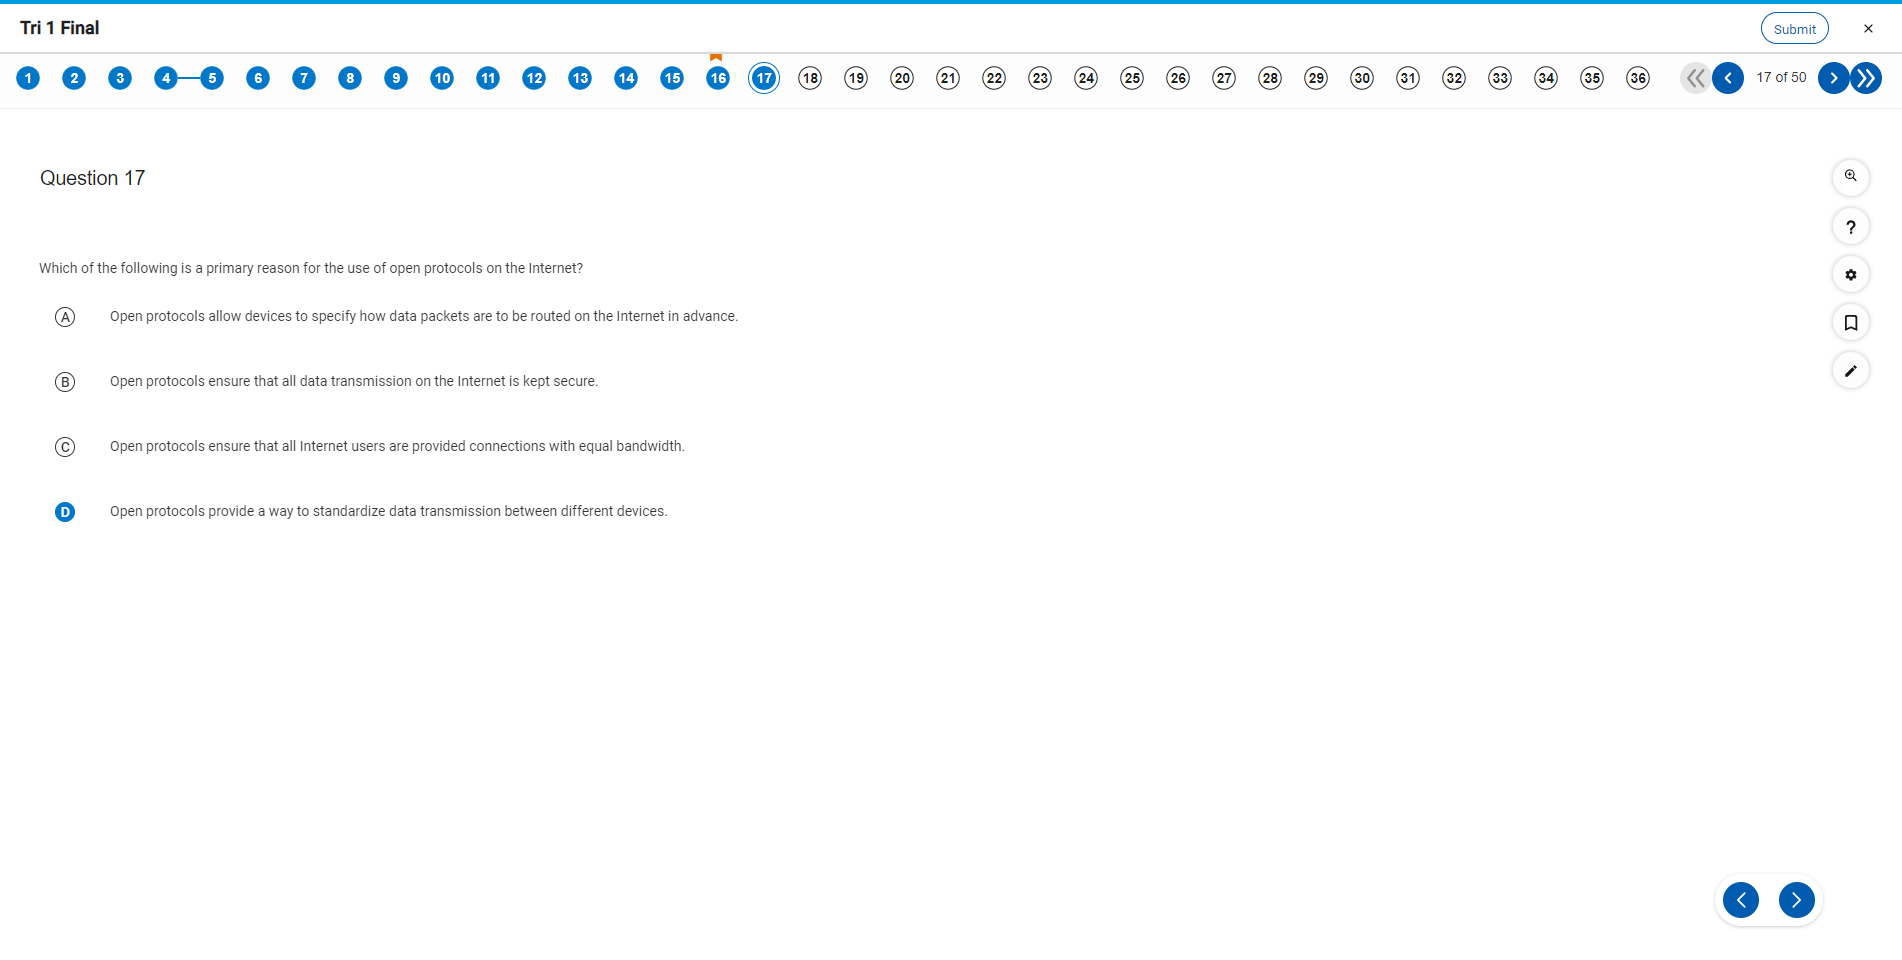 Tri 1 Final
Submit
1 2 3 4 5 6 7 8 9 10 11 12 13 14 15 16 17 18 19 20 21 22 23 24 25 26 27 28 29 30 31 32 33 34 35 36 17 of 50
Question 17
?
Which of the following is a primary reason for the use of open protocols on the Internet?
A Open protocols allow devices to specify how data packets are to be routed on the Internet in advance.
B Open protocols ensure that all data transmission on the Internet is kept secure.
C Open protocols ensure that all Internet users are provided connections with equal bandwidth.
D Open protocols provide a way to standardize data transmission between different devices.